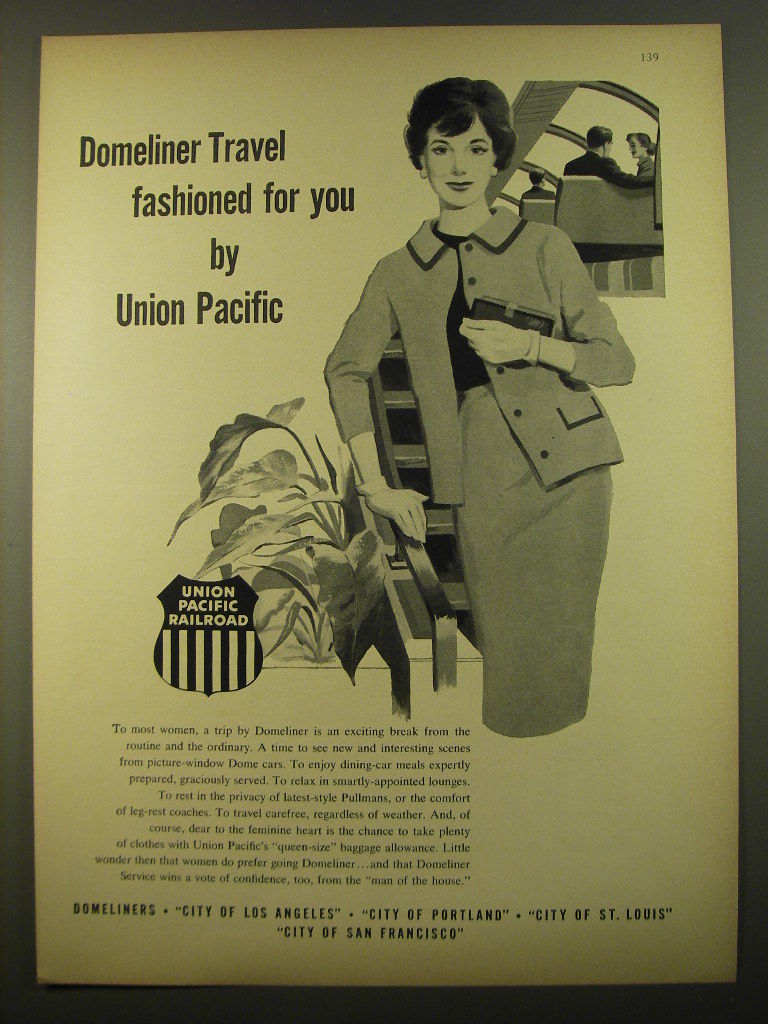 139
Domeliner Travel
fashioned for you
by
Union Pacific
UNION
PACIFIC
RAILROAD
To most women, a trip by Domeliner is an exciting break from the
routine and the ordinary. A time to see new and interesting scenes
from picture-window Dome cars. To enjoy dining-car meals expertly
prepared, graciously served. To relax in smartly-appointed lounges.
To rest in the privacy of latest-style Pullmans, or the comfort
of leg-rest coaches. To travel carefree, regardless of weather. And, of
course, dear to the feminine heart is the chance to take plenty
of clothes with Union Pacific's "queen-size" baggage allowance. Little
wonder then that women do prefer going Domeliner...and that Domeliner
Service wins a vote of confidence, too, from the "man of the house."
DOMELINERS • "CITY OF LOS ANGELES" • "CITY OF PORTLAND" • "CITY OF ST. LOUIS"
"CITY OF SAN FRANCISCO"